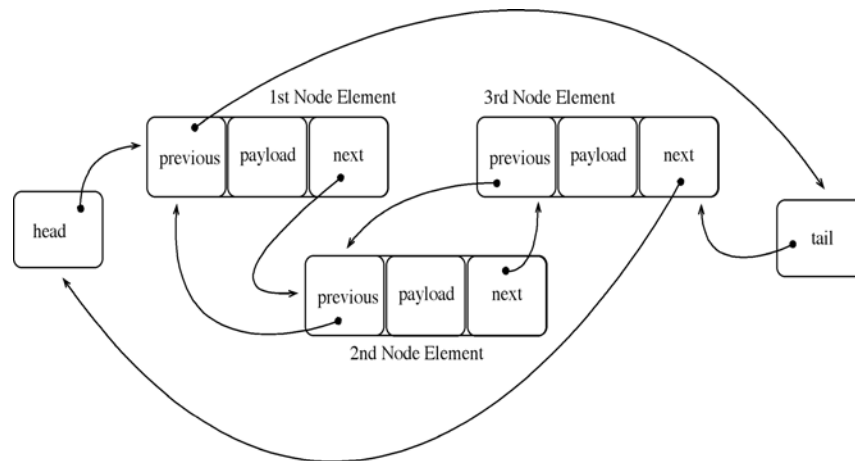 1st Node Element
3rd Node Element
previous
payload
next
previous
payload
next
head
tail
previous
payload
next
2nd Node Element